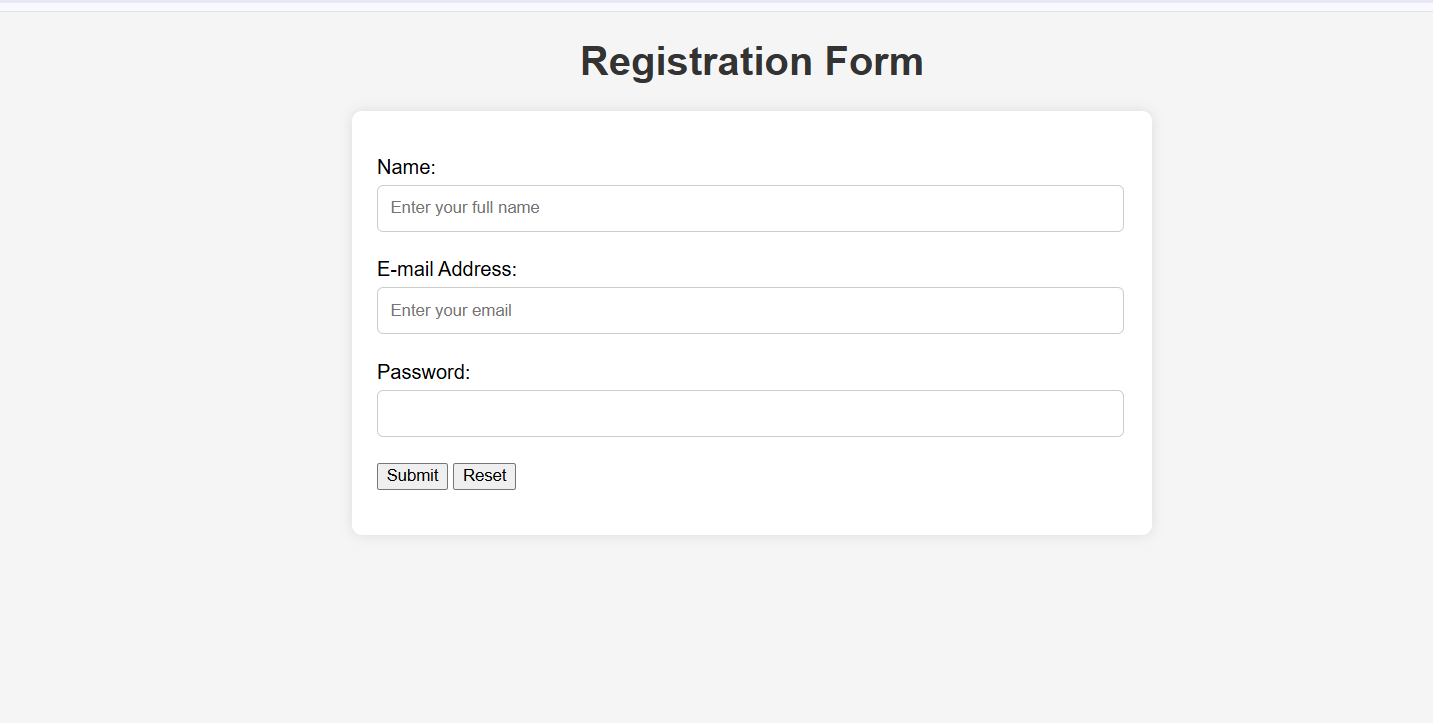 Registration Form
Name:
Enter your full name
E-mail Address:
Enter your email
Password:
Submit Reset